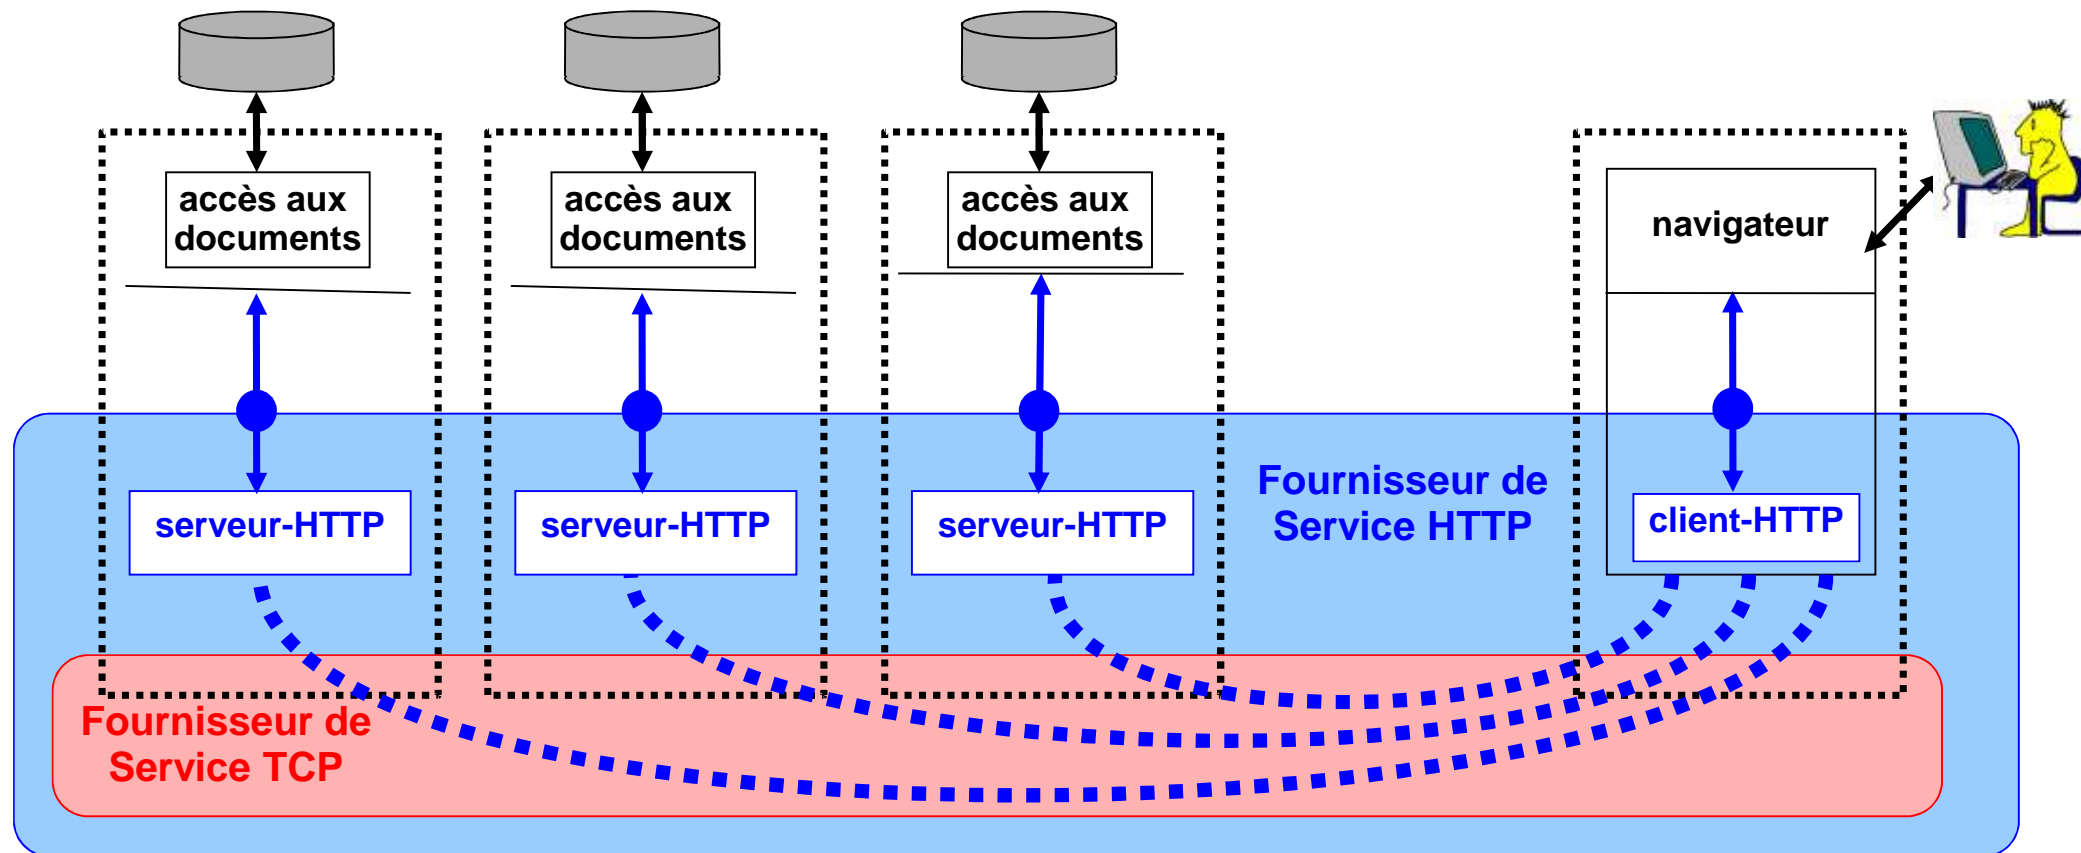 accès aux
documents
accès aux
documents
accès aux
documents
navigateur
Fournisseur de
Service HTTP
serveur-HTTP
serveur-HTTP
serveur-HTTP
client-HTTP
Fournisseur de
Service TCP